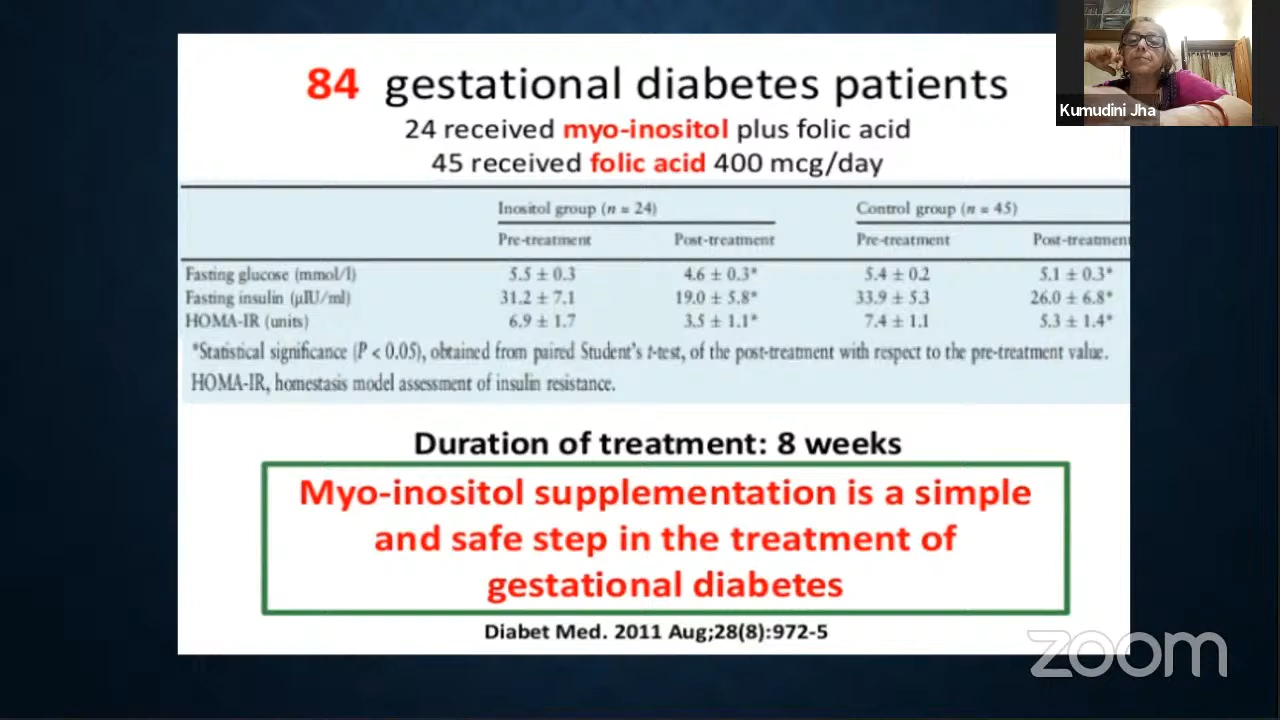 84 gestational diabetes patients
24 received myo-inositol plus folic acid
45 received folic acid 400 mcg/day
Inositol group (n = 24) Control group (n = 45)
Pre-treatment Post-treatment Pre-treatment Post-treatment
Fasting glucose (mmol/l) 5.5 ± 0.3 4.6 ± 0.3* 5.4 ± 0.2 5.1 ± 0.3*
Fasting insulin (µIU/ml) 31.2 ± 7.1 19.0 ± 5.8* 33.9 ± 5.3 26.0 ± 6.8*
HOMA-IR (units) 6.9 ± 1.7 3.5 ± 1.1* 7.4 ± 1.1 5.3 ± 1.4*
*Statistical significance (P < 0.05), obtained from paired Student's t-test, of the post-treatment with respect to the pre-treatment value.
HOMA-IR, homestasis model assessment of insulin resistance.
Duration of treatment: 8 weeks
Myo-inositol supplementation is a simple
and safe step in the treatment of
gestational diabetes
Diabet Med. 2011 Aug;28(8):972-5
Kumudini Jha
zoom